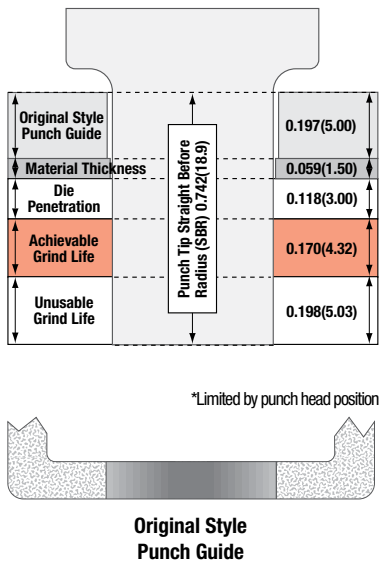 Original Style
Punch Guide
0.197(5.00)
Material Thickness
0.059(1.50)
Die
Penetration
0.118(3.00)
Achievable
Grind Life
0.170(4.32)
Unusable
Grind Life
0.198(5.03)
Punch Tip Straight Before
Radius (SBR) 0.742(18.9)
*Limited by punch head position
Original Style
Punch Guide